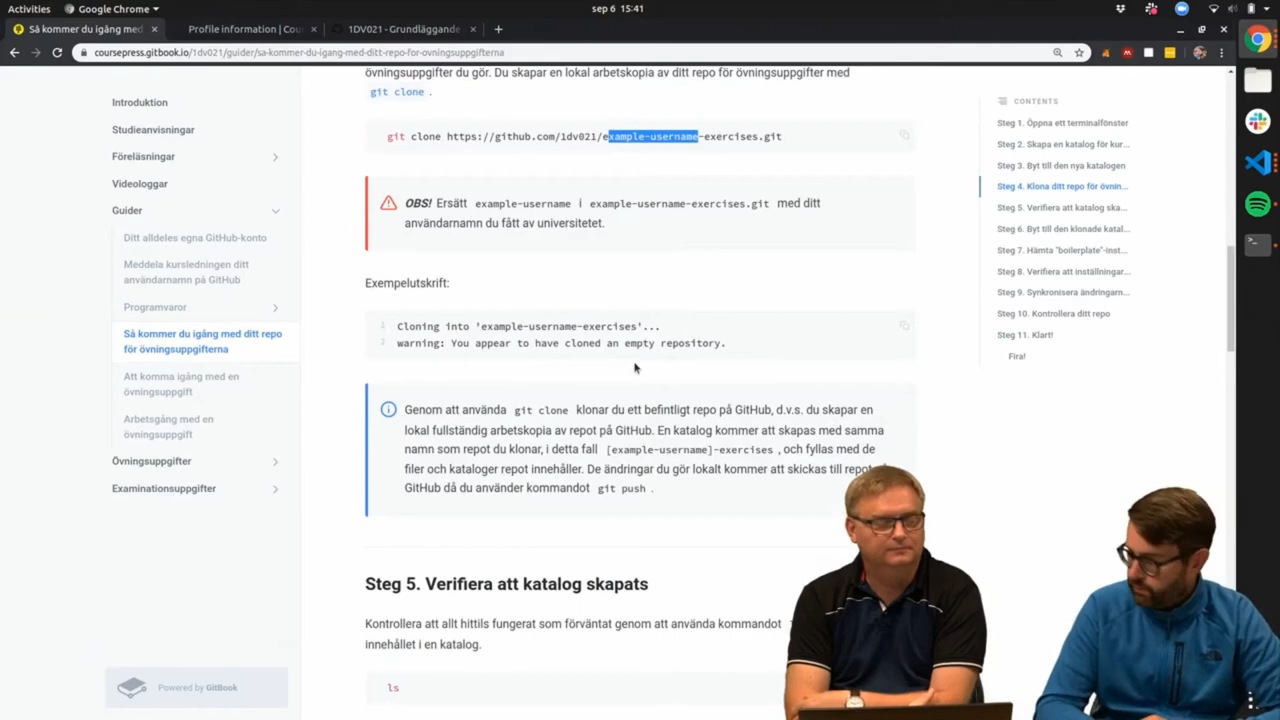 Activities
Google Chrome
sep 6 15:41
Så kommer du igång med
Profile information | Cou
1DV021 - Grundläggande
coursepress.gitbook.io/1dv021/guider/sa-kommer-du-igang-med-ditt-repo-for-ovningsuppgifterna
Introduktion
Studieanvisningar
Föreläsningar
Videologgar
Guider
Ditt alldeles egna GitHub-konto
Meddela kursledningen ditt
användarnamn på GitHub
Programvaror
Så kommer du igång med ditt repo
för övningsuppgifterna
Att komma igång med en
övningsuppgift
Arbetsgång med en
övningsuppgift
Övningsuppgifter
Examinationsuppgifter
Powered by GitBook
övningsuppgifter du gör. Du skapar en lokal arbetskopia av ditt repo för övningsuppgifter med
git clone .
git clone https://github.com/1dv021/example-username-exercises.git
OBS! Ersätt example-username i example-username-exercises.git med ditt
användarnamn du fått av universitetet.
Exempelutskrift:
1 Cloning into 'example-username-exercises'...
2 warning: You appear to have cloned an empty repository.
Genom att använda git clone klonar du ett befintligt repo på GitHub, d.v.s. du skapar en
lokal fullständig arbetskopia av repot på GitHub. En katalog kommer att skapas med samma
namn som repot du klonar, i detta fall [example-username]-exercises , och fyllas med de
filer och kataloger repot innehåller. De ändringar du gör lokalt kommer att skickas till repot
GitHub då du använder kommandot git push .
Steg 5. Verifiera att katalog skapats
Kontrollera att allt hittils fungerat som förväntat genom att använda kommandot
innehållet i en katalog.
ls
CONTENTS
Steg 1. Öppna ett terminalfönster
Steg 2. Skapa en katalog för kur...
Steg 3. Byt till den nya katalogen
Steg 4. Klona ditt repo för övnin...
Steg 5. Verifiera att katalog ska...
Steg 6. Byt till den klonade katal...
Steg 7. Hämta "boilerplate"-inst...
Steg 8. Verifiera att inställningar...
Steg 9. Synkronisera ändringarn...
Steg 10. Kontrollera ditt repo
Steg 11. Klart!
Fira!